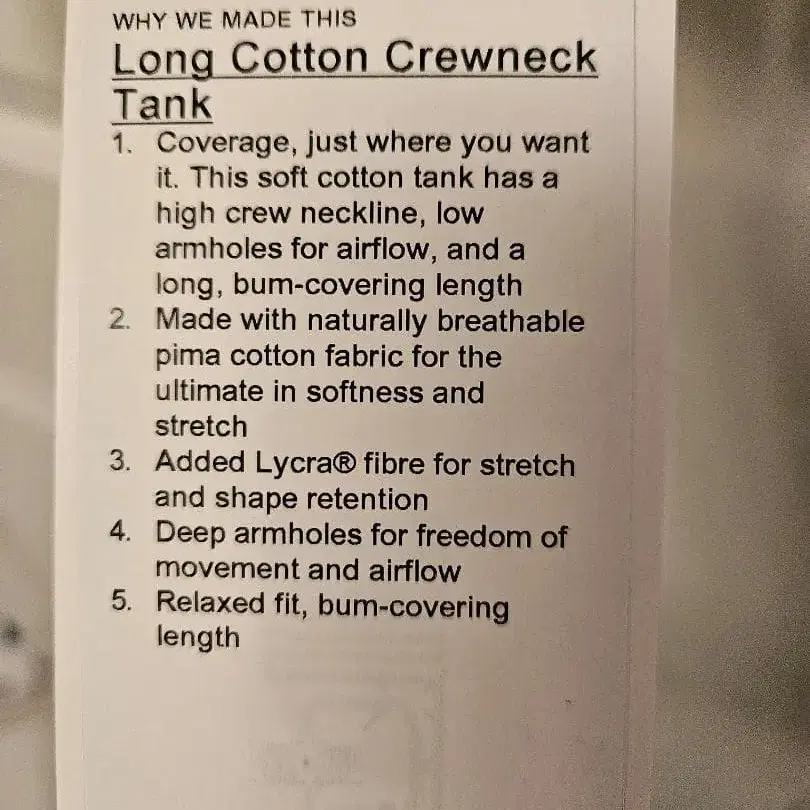 WHY WE MADE THIS
Long Cotton Crewneck
Tank
1. Coverage, just where you want
it. This soft cotton tank has a
high crew neckline, low
armholes for airflow, and a
long, bum-covering length
2. Made with naturally breathable
pima cotton fabric for the
ultimate in softness and
stretch
3. Added Lycra® fibre for stretch
and shape retention
4. Deep armholes for freedom of
movement and airflow
5. Relaxed fit, bum-covering
length